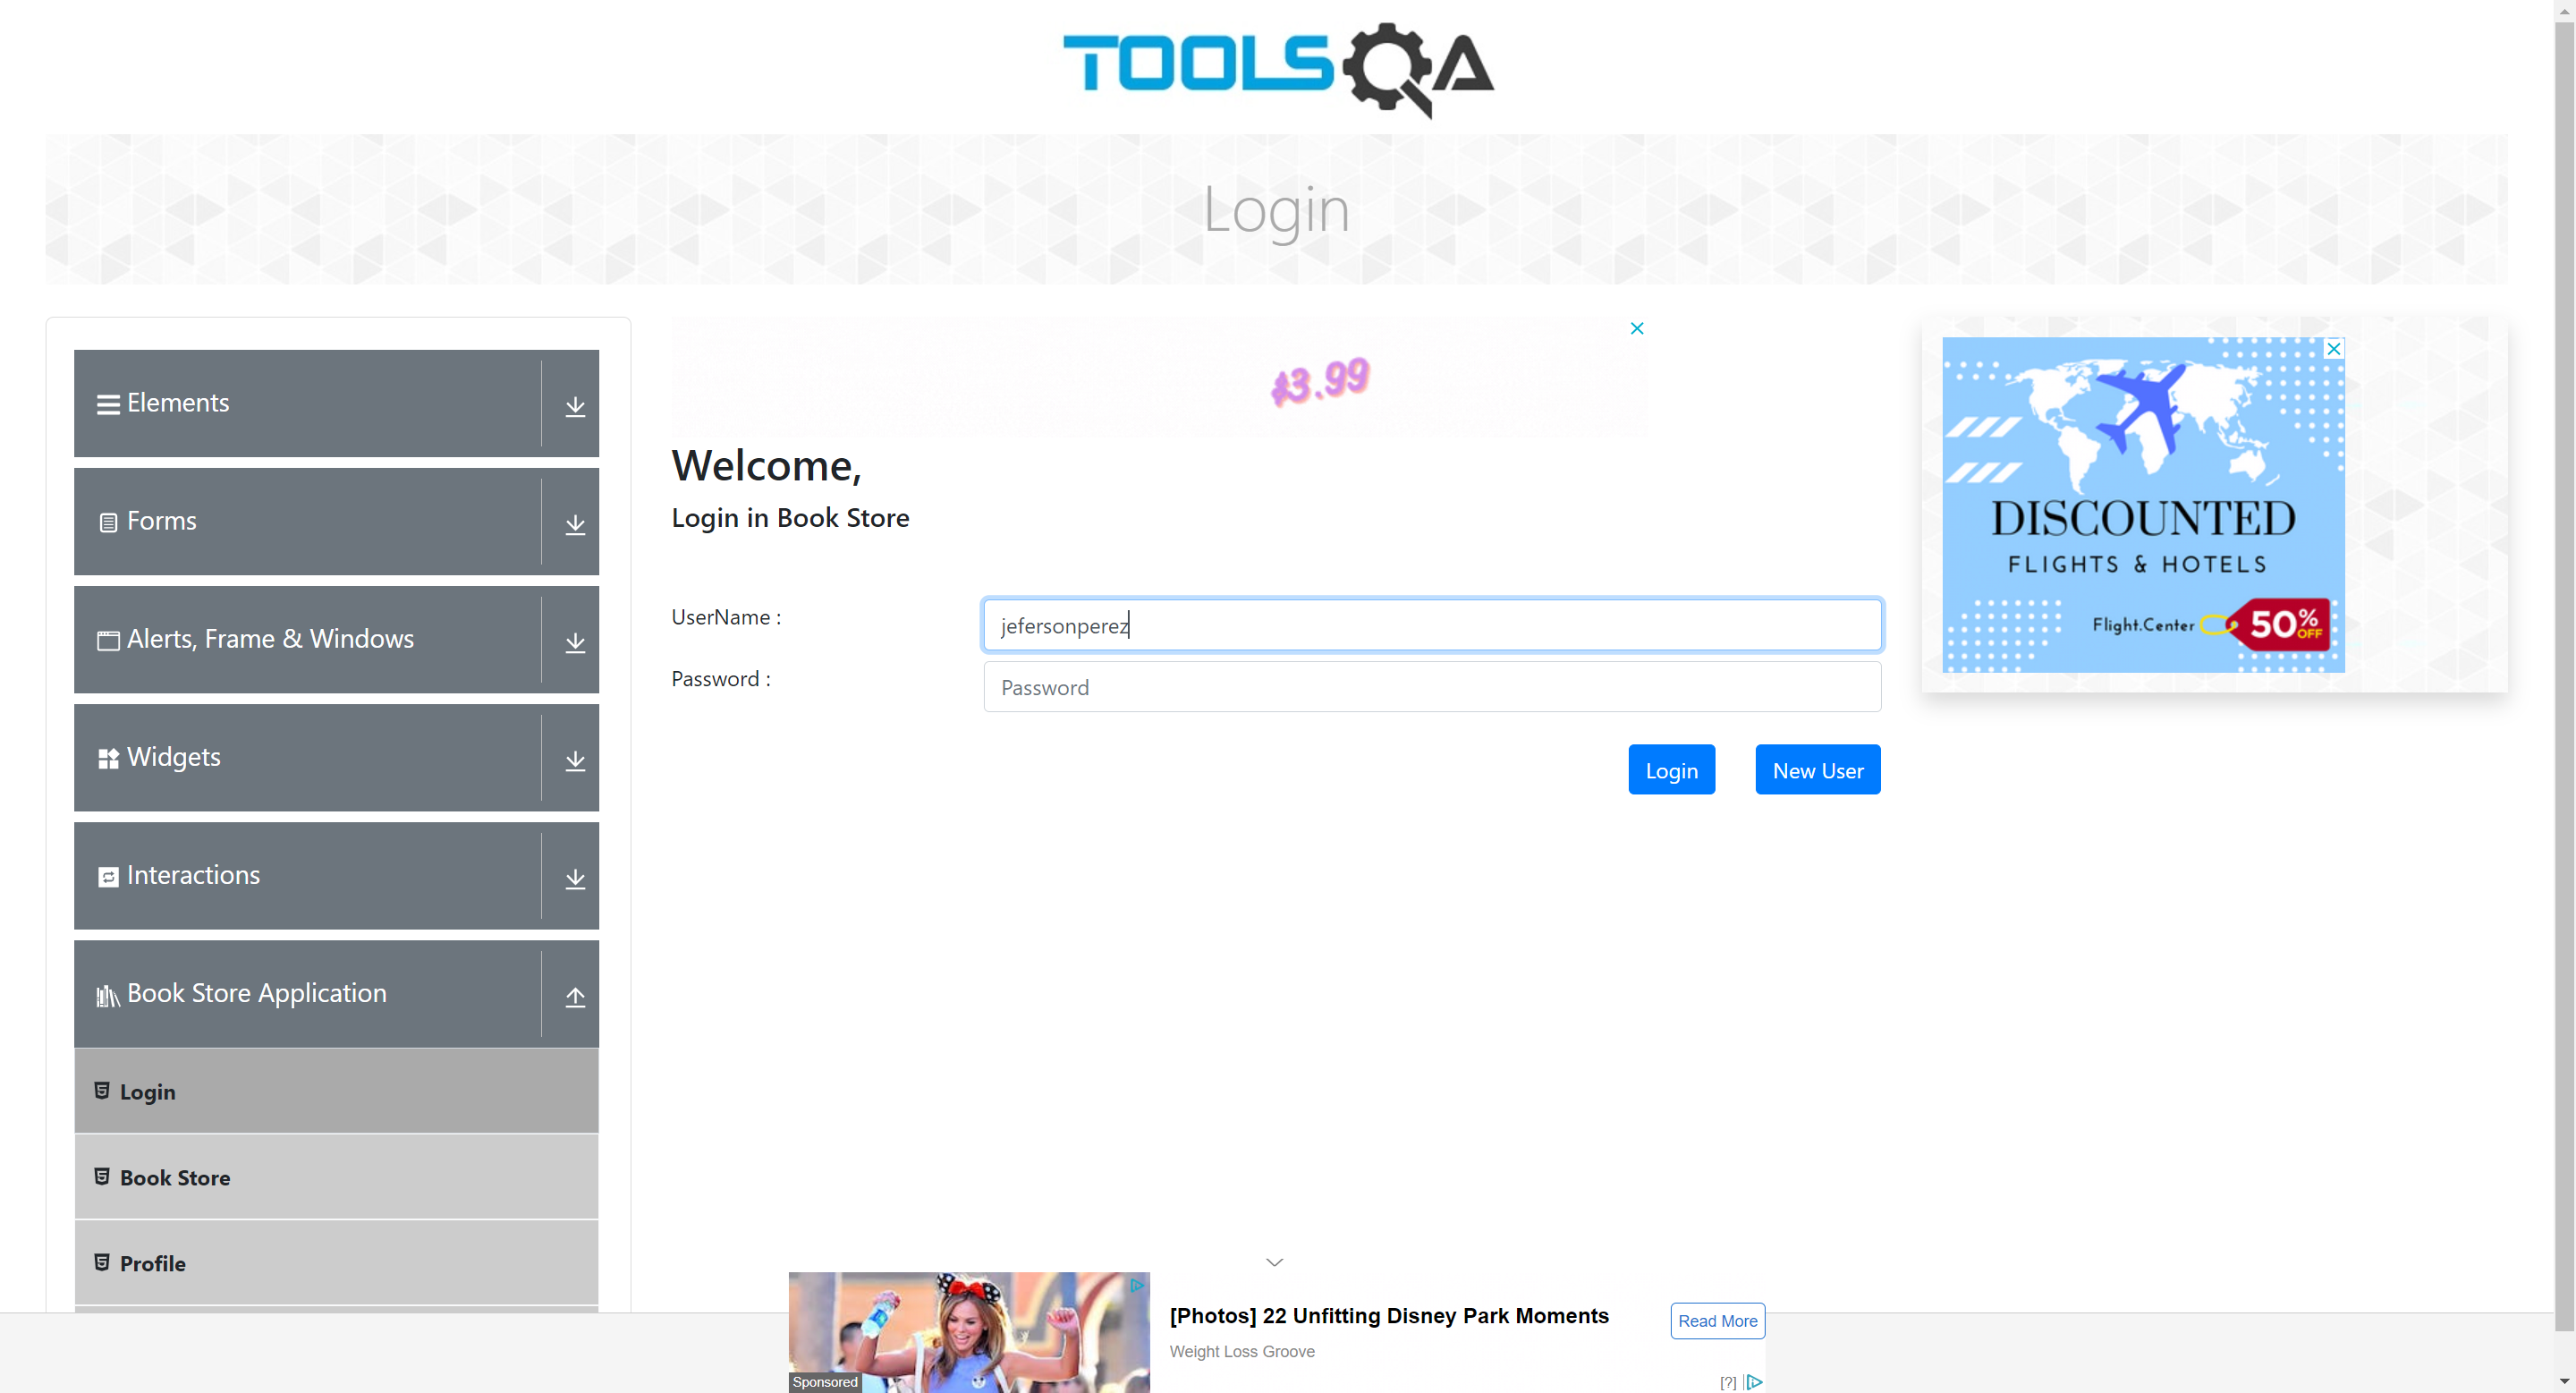 TOOLSQA
Login
Elements
Forms
Alerts, Frame & Windows
Widgets
Interactions
Book Store Application
Login
Book Store
Profile
$3.99
Welcome,
Login in Book Store
UserName :
jefersonperez
Password :
Password
Login
New User
DISCOUNTED
FLIGHTS & HOTELS
Flight.Center
50% OFF
Sponsored
[Photos] 22 Unfitting Disney Park Moments
Weight Loss Groove
Read More
[?]